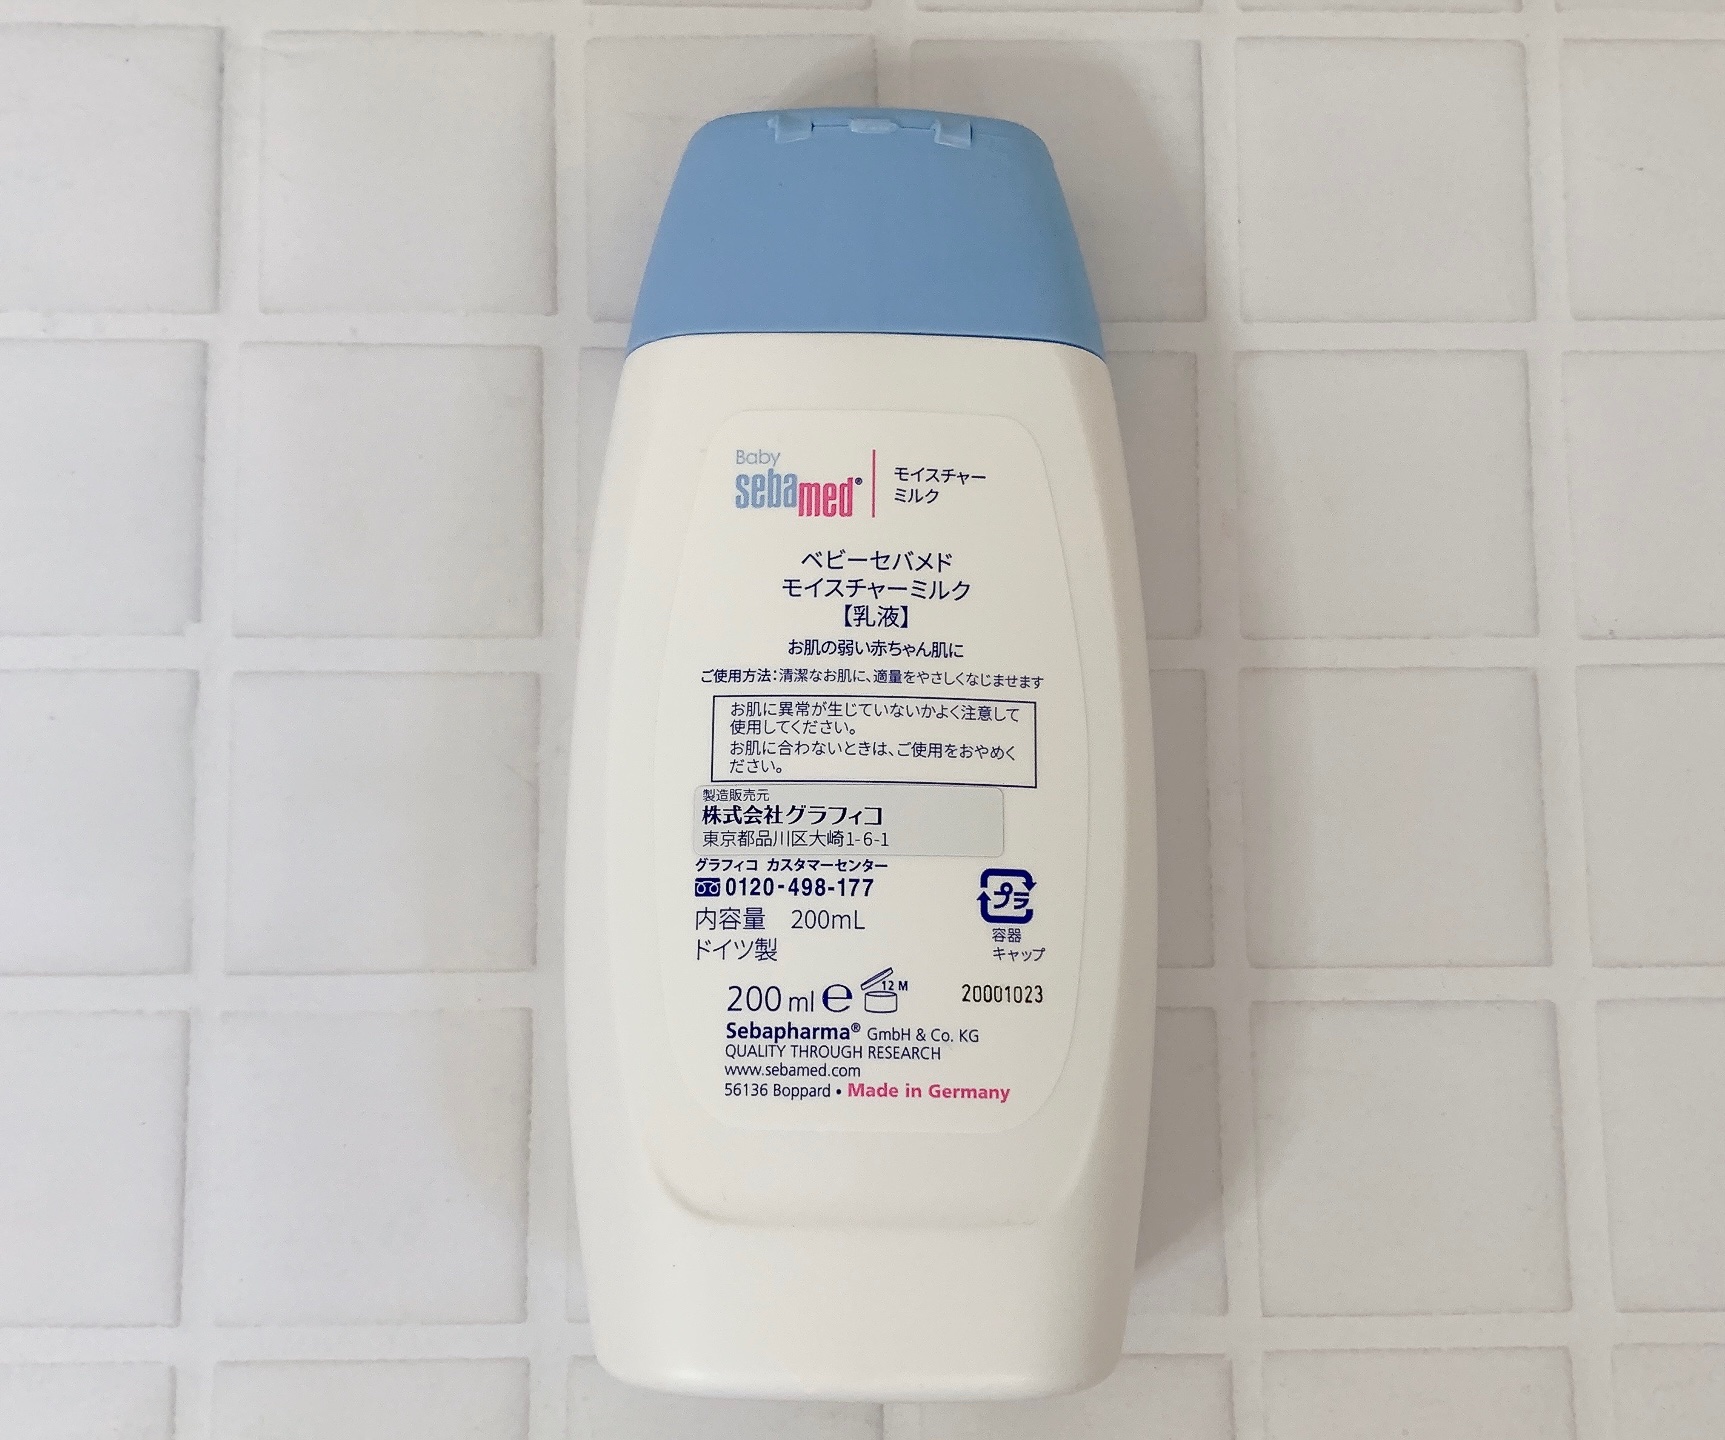 Baby
sebamed®
モイスチャー
ミルク
ベビーセバメド
モイスチャーミルク
【乳液】
お肌の弱い赤ちゃん肌に
ご使用方法：清潔なお肌に、適量をやさしくなじませます
お肌に異常が生じていないかよく注意して
使用してください。
お肌に合わないときは、ご使用をおやめく
ださい。
製造販売元
株式会社グラフィコ
東京都品川区大崎1-6-1
グラフィコ カスタマーセンター
0120-498-177
内容量 200mL
ドイツ製
プラ
容器
キャップ
200 ml ℮ 12 M
20001023
Sebapharma® GmbH & Co. KG
QUALITY THROUGH RESEARCH
www.sebamed.com
56136 Boppard • Made in Germany